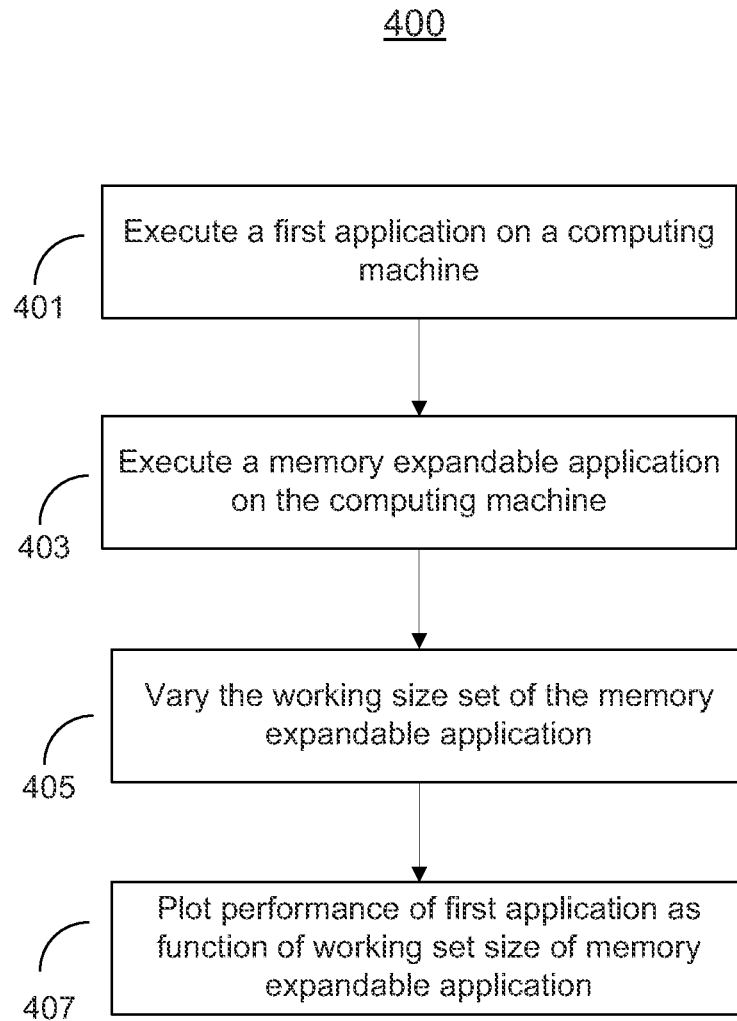 400
Execute a first application on a computing
machine
401
Execute a memory expandable application
on the computing machine
403
Vary the working size set of the memory
expandable application
405
Plot performance of first application as
function of working set size of memory
expandable application
407